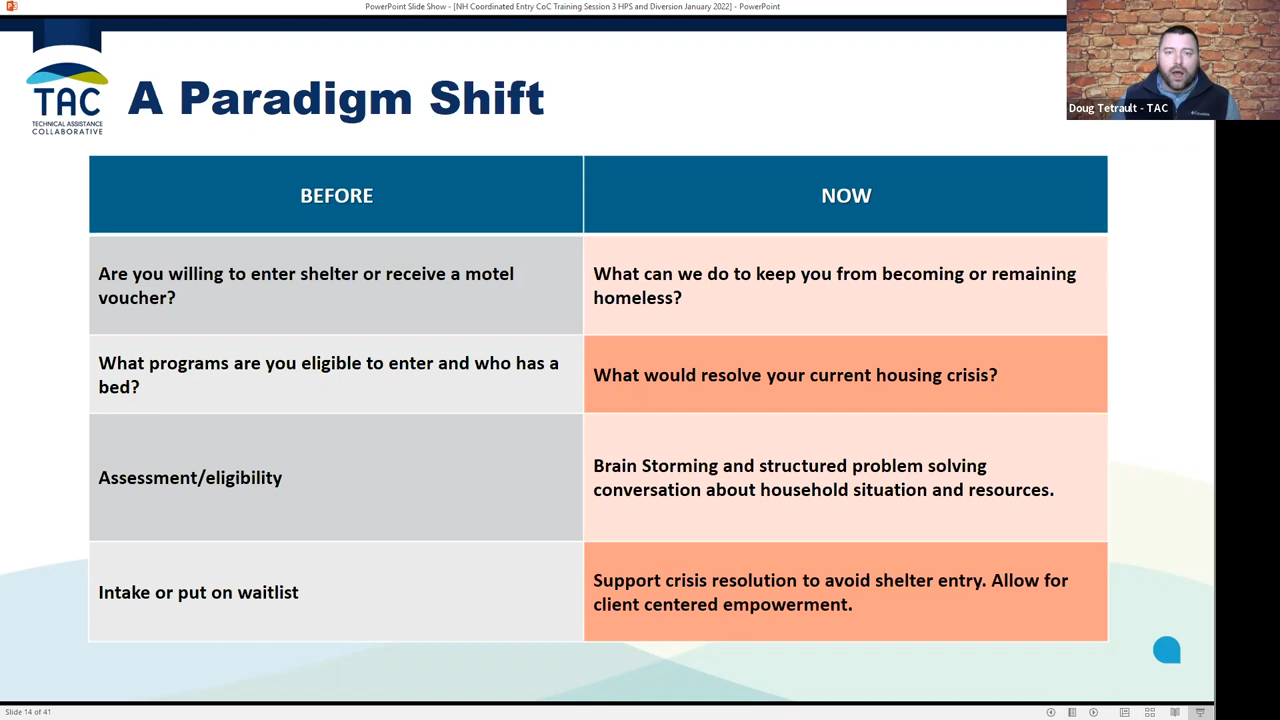 PowerPoint Slide Show - [NH Coordinated Entry CoC Training Session 3 HPS and Diversion January 2022] - PowerPoint
Doug Tetrault - TAC
TAC
TECHNICAL ASSISTANCE
COLLABORATIVE
A Paradigm Shift
BEFORE
NOW
Are you willing to enter shelter or receive a motel
voucher?
What can we do to keep you from becoming or remaining
homeless?
What programs are you eligible to enter and who has a
bed?
What would resolve your current housing crisis?
Assessment/eligibility
Brain Storming and structured problem solving
conversation about household situation and resources.
Intake or put on waitlist
Support crisis resolution to avoid shelter entry. Allow for
client centered empowerment.
Slide 14 of 41